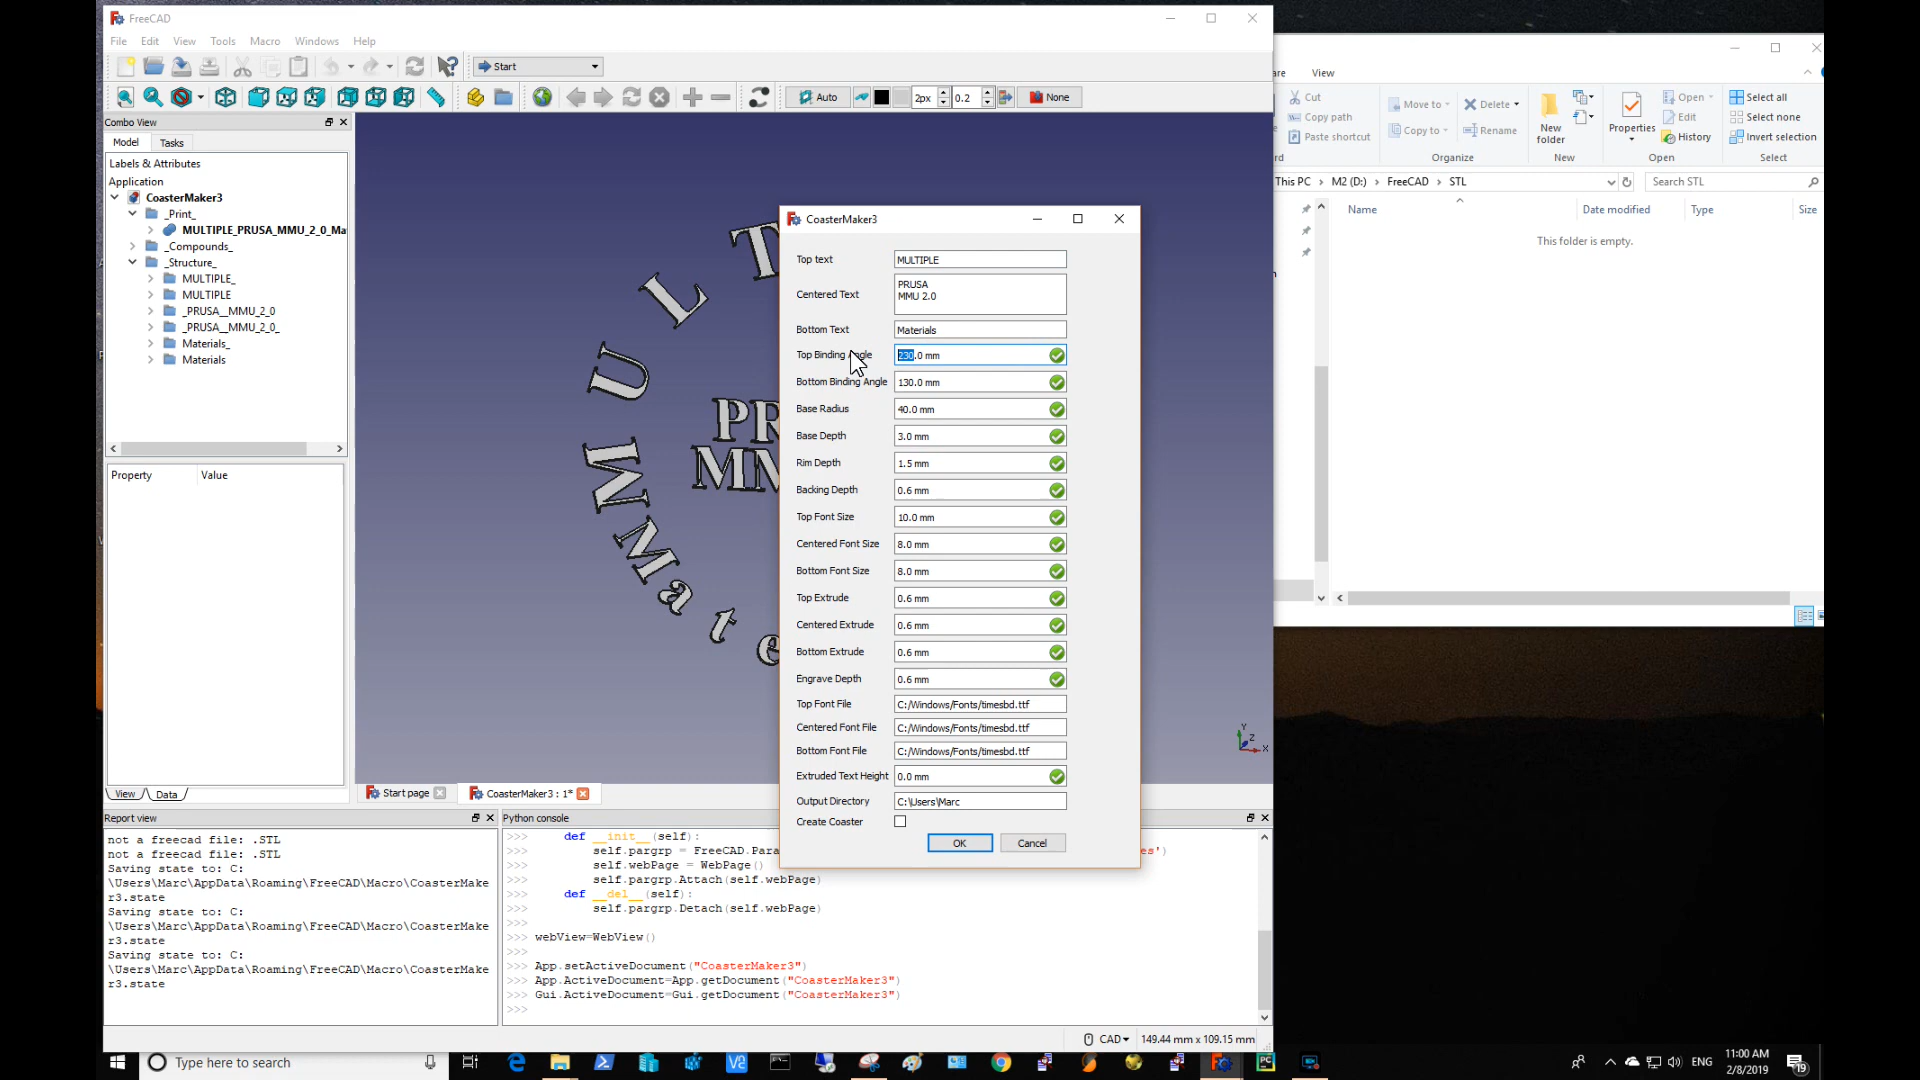 FreeCAD
File Edit View Tools Macro Windows Help
Start
Auto 2px 0.2 None
Combo View
Model Tasks
Labels & Attributes
Application
CoasterMaker3
_Print_
MULTIPLE_PRUSA_MMU_2_0_Ma
_Compounds_
_Structure_
MULTIPLE_
MULTIPLE
_PRUSA__MMU_2_0
_PRUSA__MMU_2_0_
Materials_
Materials
Property Value
View Data
T
L
U
M
M
a
t
e
PR
MM
Start page
CoasterMaker3 : 1*
CoasterMaker3
Top text MULTIPLE
Centered Text PRUSA
MMU 2.0
Bottom Text Materials
Top Binding Angle 230.0 mm
Bottom Binding Angle 130.0 mm
Base Radius 40.0 mm
Base Depth 3.0 mm
Rim Depth 1.5 mm
Backing Depth 0.6 mm
Top Font Size 10.0 mm
Centered Font Size 8.0 mm
Bottom Font Size 8.0 mm
Top Extrude 0.6 mm
Centered Extrude 0.6 mm
Bottom Extrude 0.6 mm
Engrave Depth 0.6 mm
Top Font File C:/Windows/Fonts/timesbd.ttf
Centered Font File C:/Windows/Fonts/timesbd.ttf
Bottom Font File C:/Windows/Fonts/timesbd.ttf
Extruded Text Height 0.0 mm
Output Directory C:\Users\Marc
Create Coaster
OK Cancel
Y
Z
X
Report view
not a freecad file: .STL
not a freecad file: .STL
Saving state to: C:
\Users\Marc\AppData\Roaming\FreeCAD\Macro\CoasterMake
r3.state
Saving state to: C:
\Users\Marc\AppData\Roaming\FreeCAD\Macro\CoasterMake
r3.state
Saving state to: C:
\Users\Marc\AppData\Roaming\FreeCAD\Macro\CoasterMake
r3.state
Python console
>>> def __init__(self):
>>> self.pargrp = FreeCAD.Para es')
>>> self.webPage = WebPage()
>>> self.pargrp.Attach(self.webPage)
>>> def __del__(self):
>>> self.pargrp.Detach(self.webPage)
>>>
>>> webView=WebView()
>>>
>>> App.setActiveDocument("CoasterMaker3")
>>> App.ActiveDocument=App.getDocument("CoasterMaker3")
>>> Gui.ActiveDocument=Gui.getDocument("CoasterMaker3")
>>>
CAD 149.44 mm x 109.15 mm
are View
Cut
Copy path
Paste shortcut
Move to
Copy to
Delete
Rename
New
folder
Properties
Open
Edit
History
Select all
Select none
Invert selection
rd Organize New Open Select
This PC > M2 (D:) > FreeCAD > STL
Search STL
Name Date modified Type Size
This folder is empty.
Type here to search
ENG
11:00 AM
2/8/2019
19